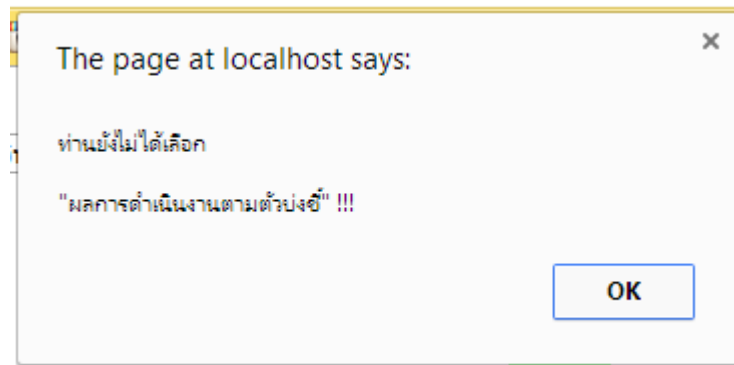 The page at localhost says:
ท่านยังไม่ได้เลือก
"ผลการดำเนินงานตามตัวบ่งชี้" !!!
OK